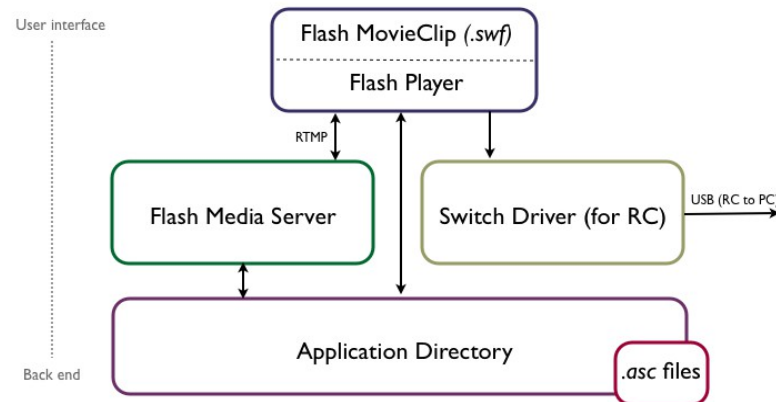 User interface
Flash MovieClip (.swf)
Flash Player
RTMP
Flash Media Server
Switch Driver (for RC)
USB (RC to PC)
Application Directory
.asc files
Back end